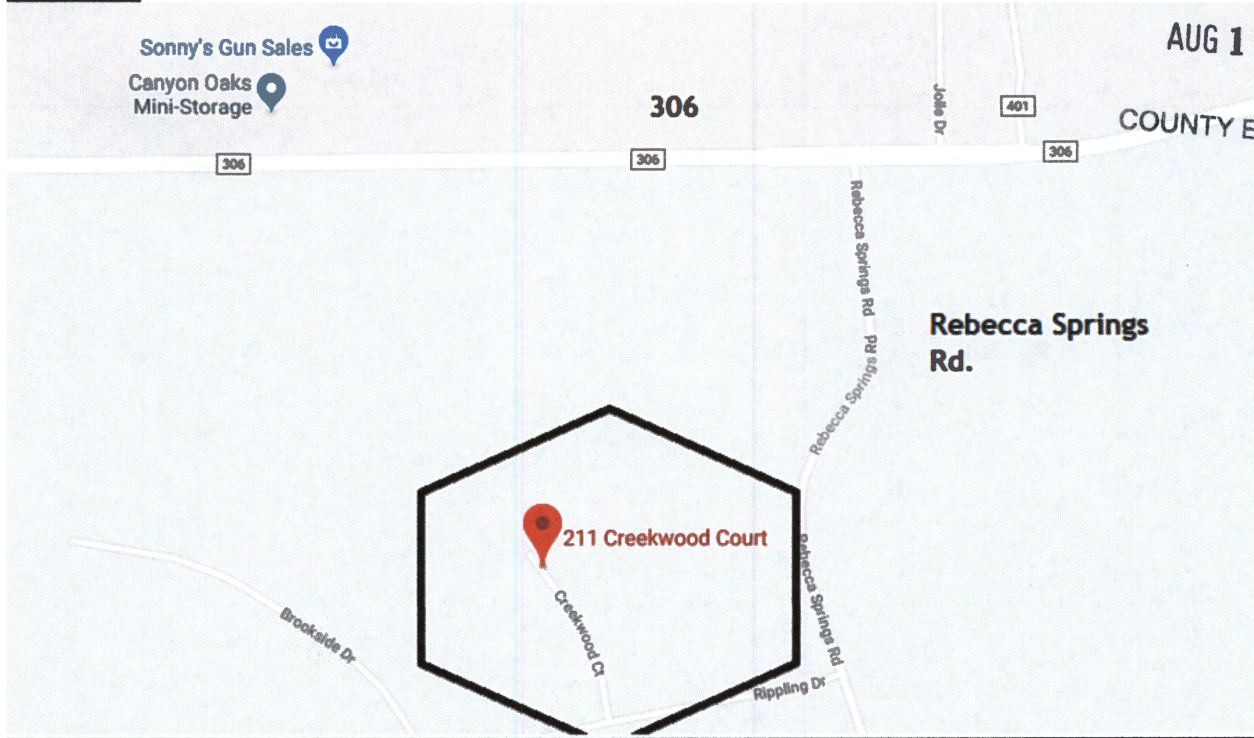 AUG 1
Sonny's Gun Sales
Canyon Oaks
Mini-Storage
306
Jolie Dr
401
COUNTY E
306
306
306
Rebecca Springs Rd
Rebecca Springs
Rd.
Rebecca Springs Rd
211 Creekwood Court
Rebecca Springs Rd
Creekwood Ct
Brookside Dr
Rippling Dr